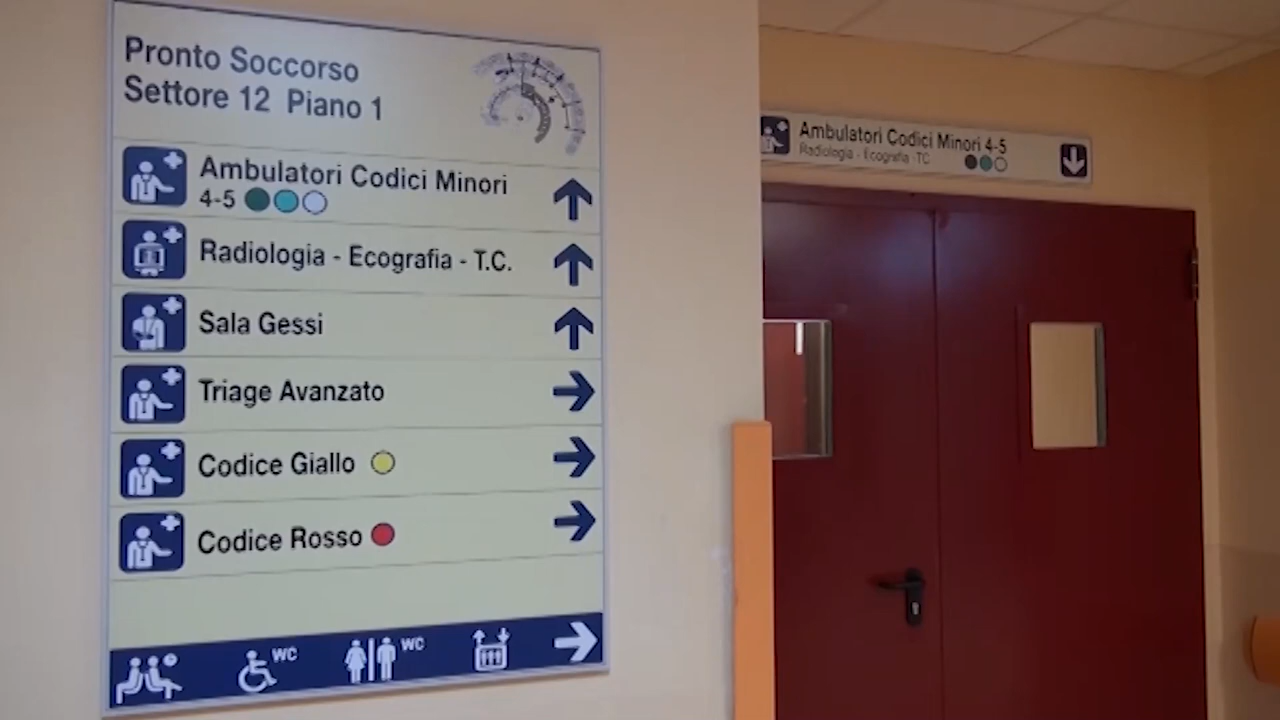 Pronto Soccorso
Settore 12 Piano 1
Ambulatori Codici Minori
4-5
Radiologia - Ecografia - T.C.
Sala Gessi
Triage Avanzato
Codice Giallo
Codice Rosso
WC
WC
Ambulatori Codici Minori 4-5
Radiologia - Ecografia - TC